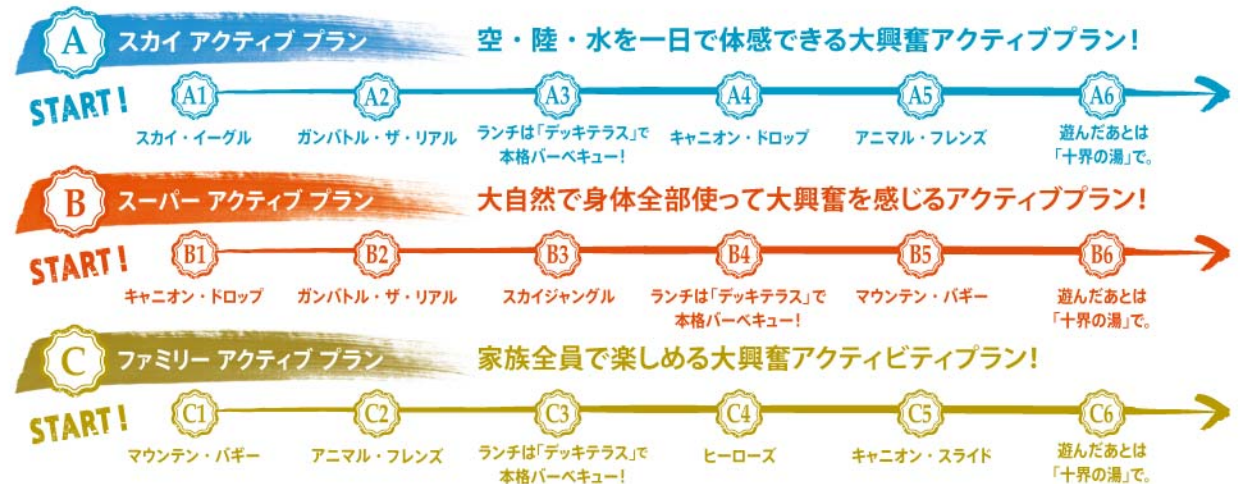 A スカイ アクティブ プラン 空・陸・水を一日で体感できる大興奮アクティブプラン!
START! A1 A2 A3 A4 A5 A6
スカイ・イーグル ガンバトル・ザ・リアル ランチは「デッキテラス」で キャニオン・ドロップ アニマル・フレンズ 遊んだあとは
本格バーベキュー! 「十界の湯」で。
B スーパー アクティブ プラン 大自然で身体全部使って大興奮を感じるアクティブプラン!
START! B1 B2 B3 B4 B5 B6
キャニオン・ドロップ ガンバトル・ザ・リアル スカイジャングル ランチは「デッキテラス」で マウンテン・バギー 遊んだあとは
本格バーベキュー! 「十界の湯」で。
C ファミリー アクティブ プラン 家族全員で楽しめる大興奮アクティビティプラン!
START! C1 C2 C3 C4 C5 C6
マウンテン・バギー アニマル・フレンズ ランチは「デッキテラス」で ヒーローズ キャニオン・スライド 遊んだあとは
本格バーベキュー! 「十界の湯」で。